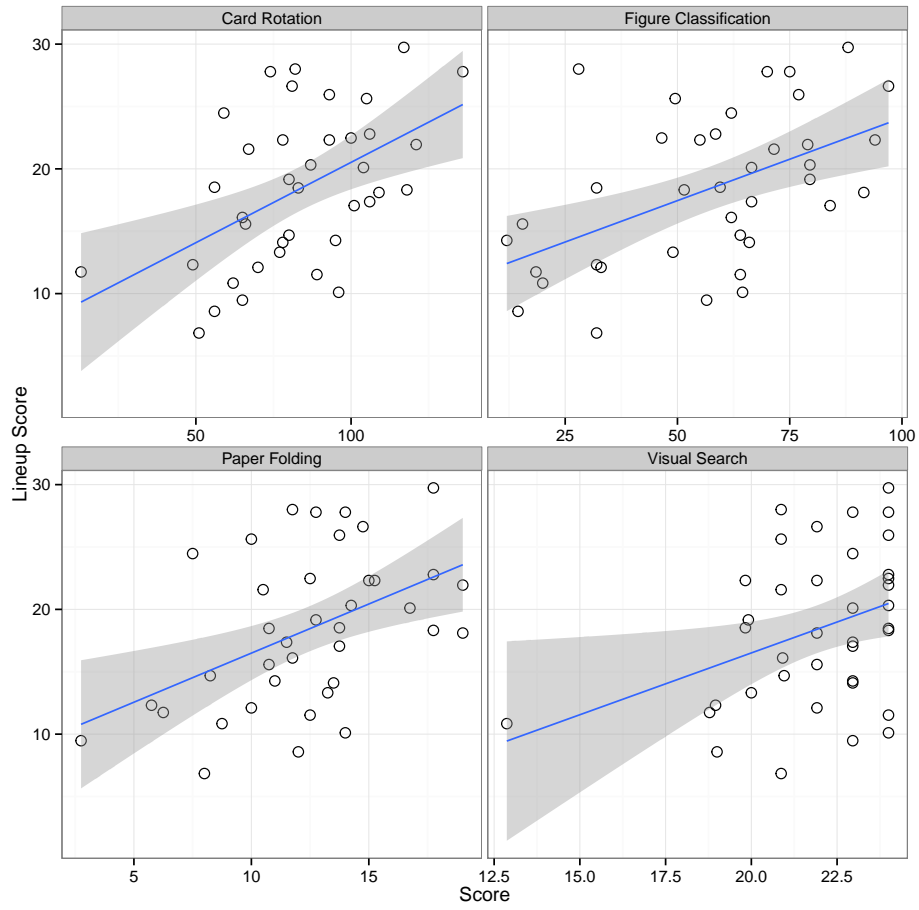 Card Rotation Figure Classification
30
20
10
50 100 25 50 75 100
Paper Folding Visual Search
30
20
10
5 10 15 12.5 15.0 17.5 20.0 22.5
Score
Lineup Score